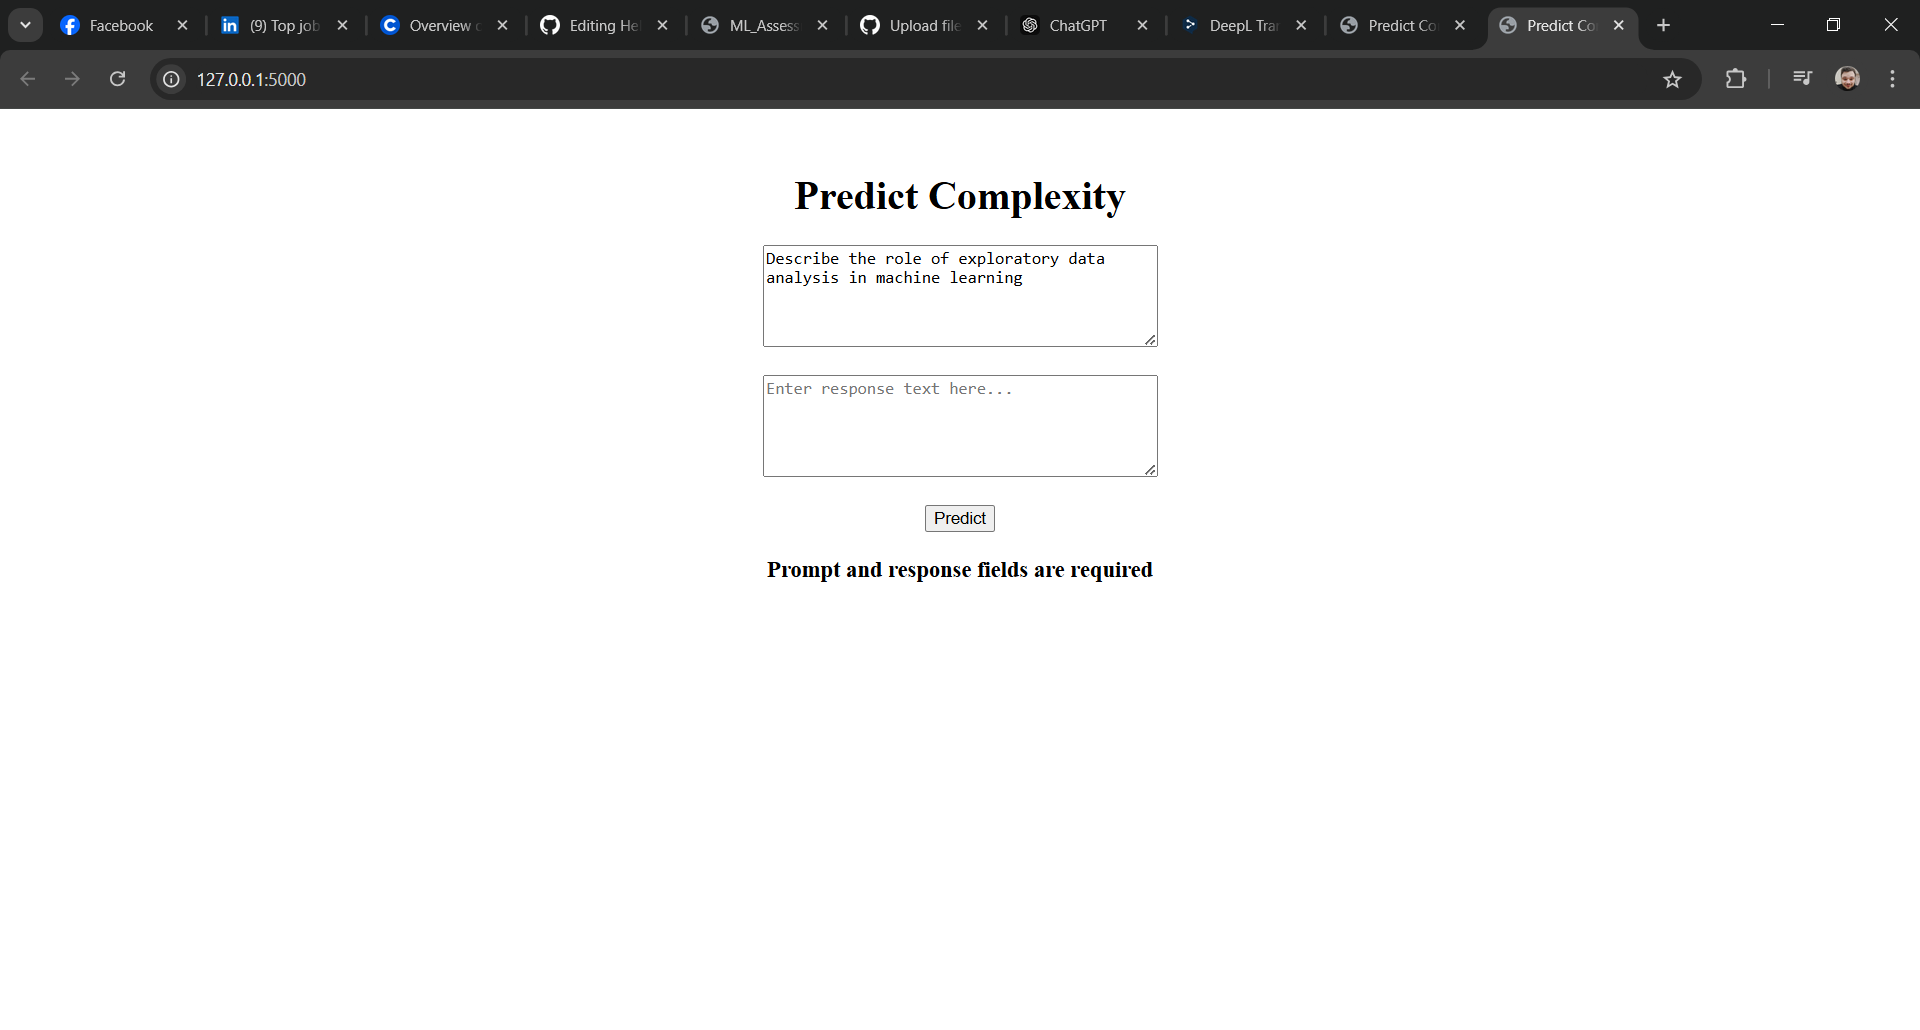 Facebook
(9) Top job
Overview
Editing He
ML_Assess
Upload file
ChatGPT
DeepL Tra
Predict Co
Predict Co
127.0.0.1:5000
Predict Complexity
Describe the role of exploratory data
analysis in machine learning
Enter response text here...
Predict
Prompt and response fields are required